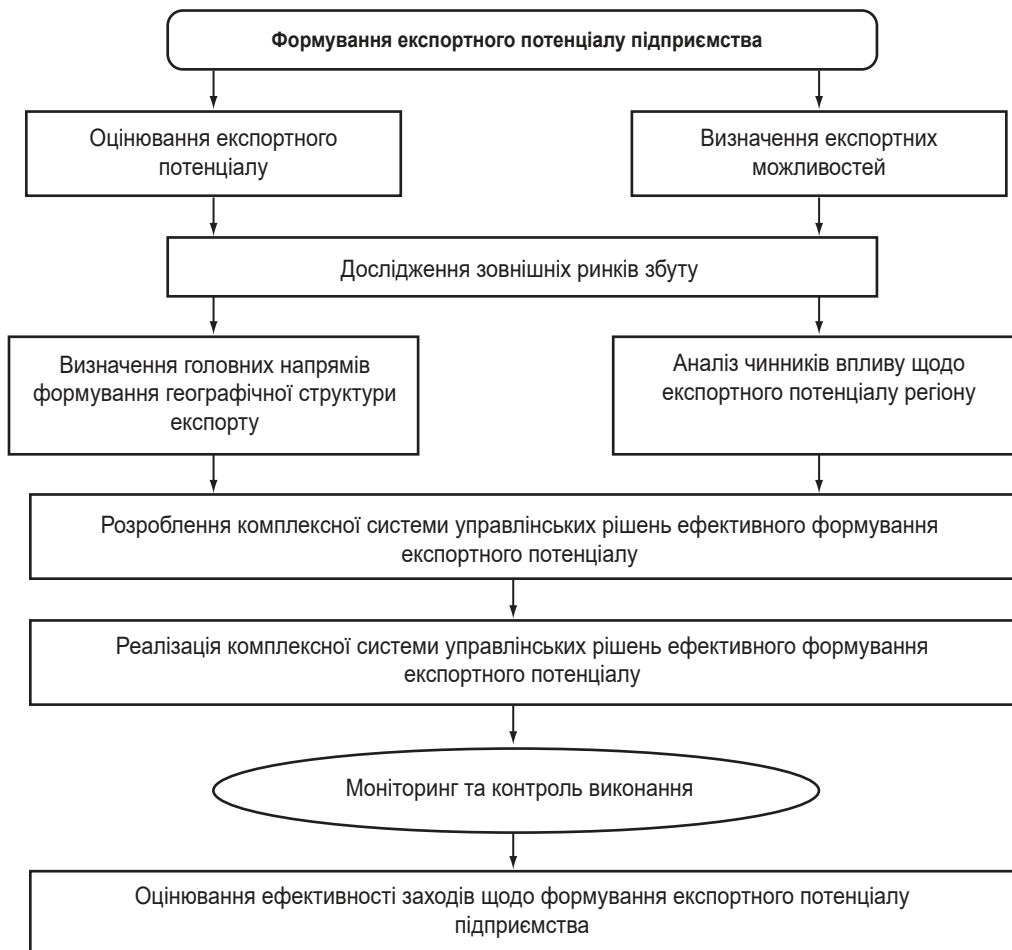 Формування експортного потенціалу підприємства
Оцінювання експортного
потенціалу
Визначення експортних
можливостей
Дослідження зовнішніх ринків збуту
Визначення головних напрямів
формування географічної структури
експорту
Аналіз чинників впливу щодо
експортного потенціалу регіону
Розроблення комплексної системи управлінських рішень ефективного формування
експортного потенціалу
Реалізація комплексної системи управлінських рішень ефективного формування
експортного потенціалу
Моніторинг та контроль виконання
Оцінювання ефективності заходів щодо формування експортного потенціалу
підприємства